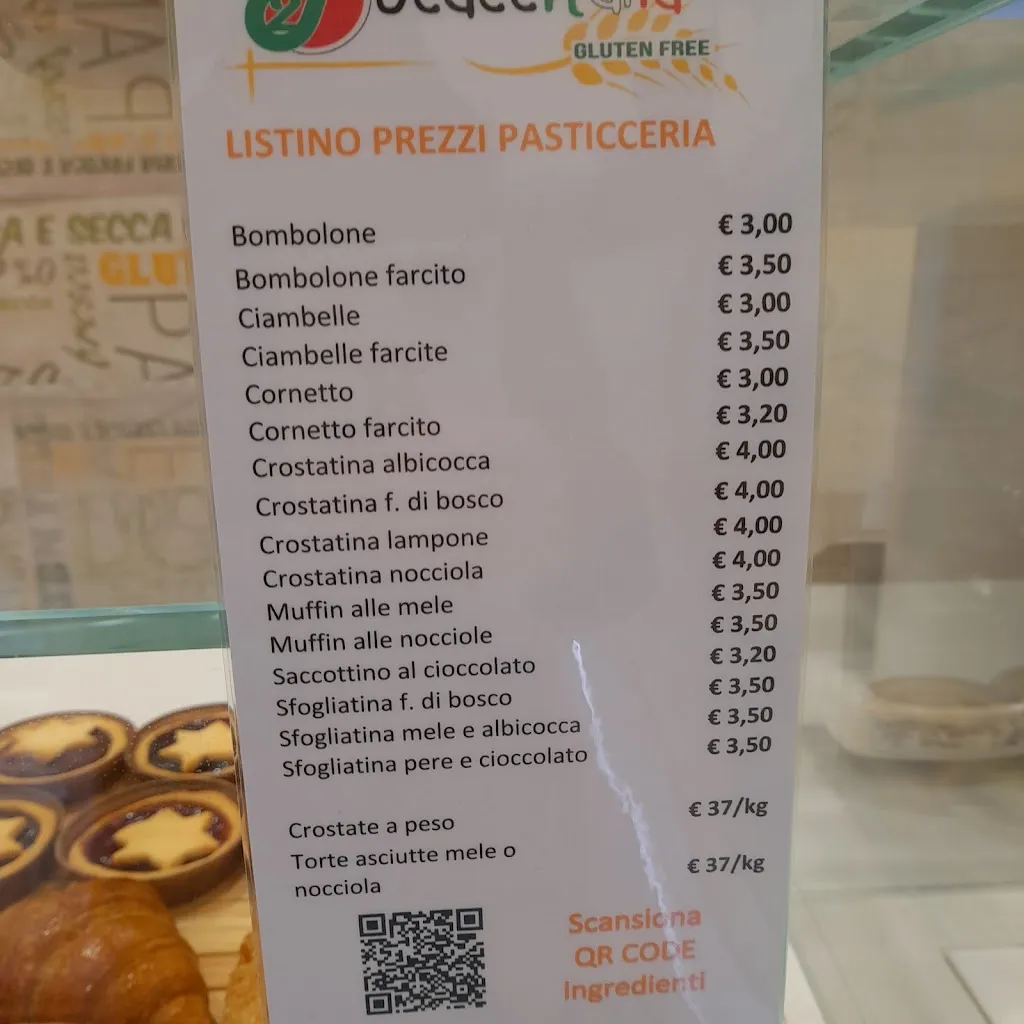 GLUTEN FREE
LISTINO PREZZI PASTICCERIA
Bombolone € 3,00
Bombolone farcito € 3,50
Ciambelle € 3,00
Ciambelle farcite € 3,50
Cornetto € 3,00
Cornetto farcito € 3,20
Crostatina albicocca € 4,00
Crostatina f. di bosco € 4,00
Crostatina lampone € 4,00
Crostatina nocciola € 4,00
Muffin alle mele € 3,50
Muffin alle nocciole € 3,50
Saccottino al cioccolato € 3,20
Sfogliatina f. di bosco € 3,50
Sfogliatina mele e albicocca € 3,50
Sfogliatina pere e cioccolato € 3,50
Crostate a peso € 37/kg
Torte asciutte mele o
nocciola € 37/kg
Scansiona
QR CODE
Ingredienti
E SECCA